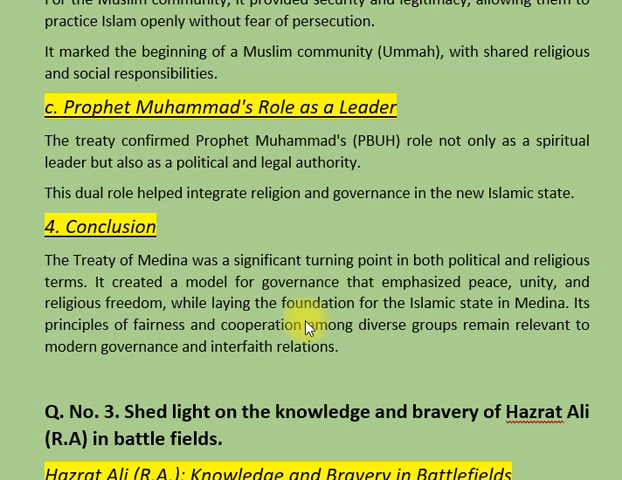 For the Muslim community, it provided security and legitimacy, allowing them to
practice Islam openly without fear of persecution.
It marked the beginning of a Muslim community (Ummah), with shared religious
and social responsibilities.
c. Prophet Muhammad's Role as a Leader
The treaty confirmed Prophet Muhammad's (PBUH) role not only as a spiritual
leader but also as a political and legal authority.
This dual role helped integrate religion and governance in the new Islamic state.
4. Conclusion
The Treaty of Medina was a significant turning point in both political and religious
terms. It created a model for governance that emphasized peace, unity, and
religious freedom, while laying the foundation for the Islamic state in Medina. Its
principles of fairness and cooperation among diverse groups remain relevant to
modern governance and interfaith relations.
Q. No. 3. Shed light on the knowledge and bravery of Hazrat Ali
(R.A) in battle fields.
Hazrat Ali (R.A.): Knowledge and Bravery in Battlefields